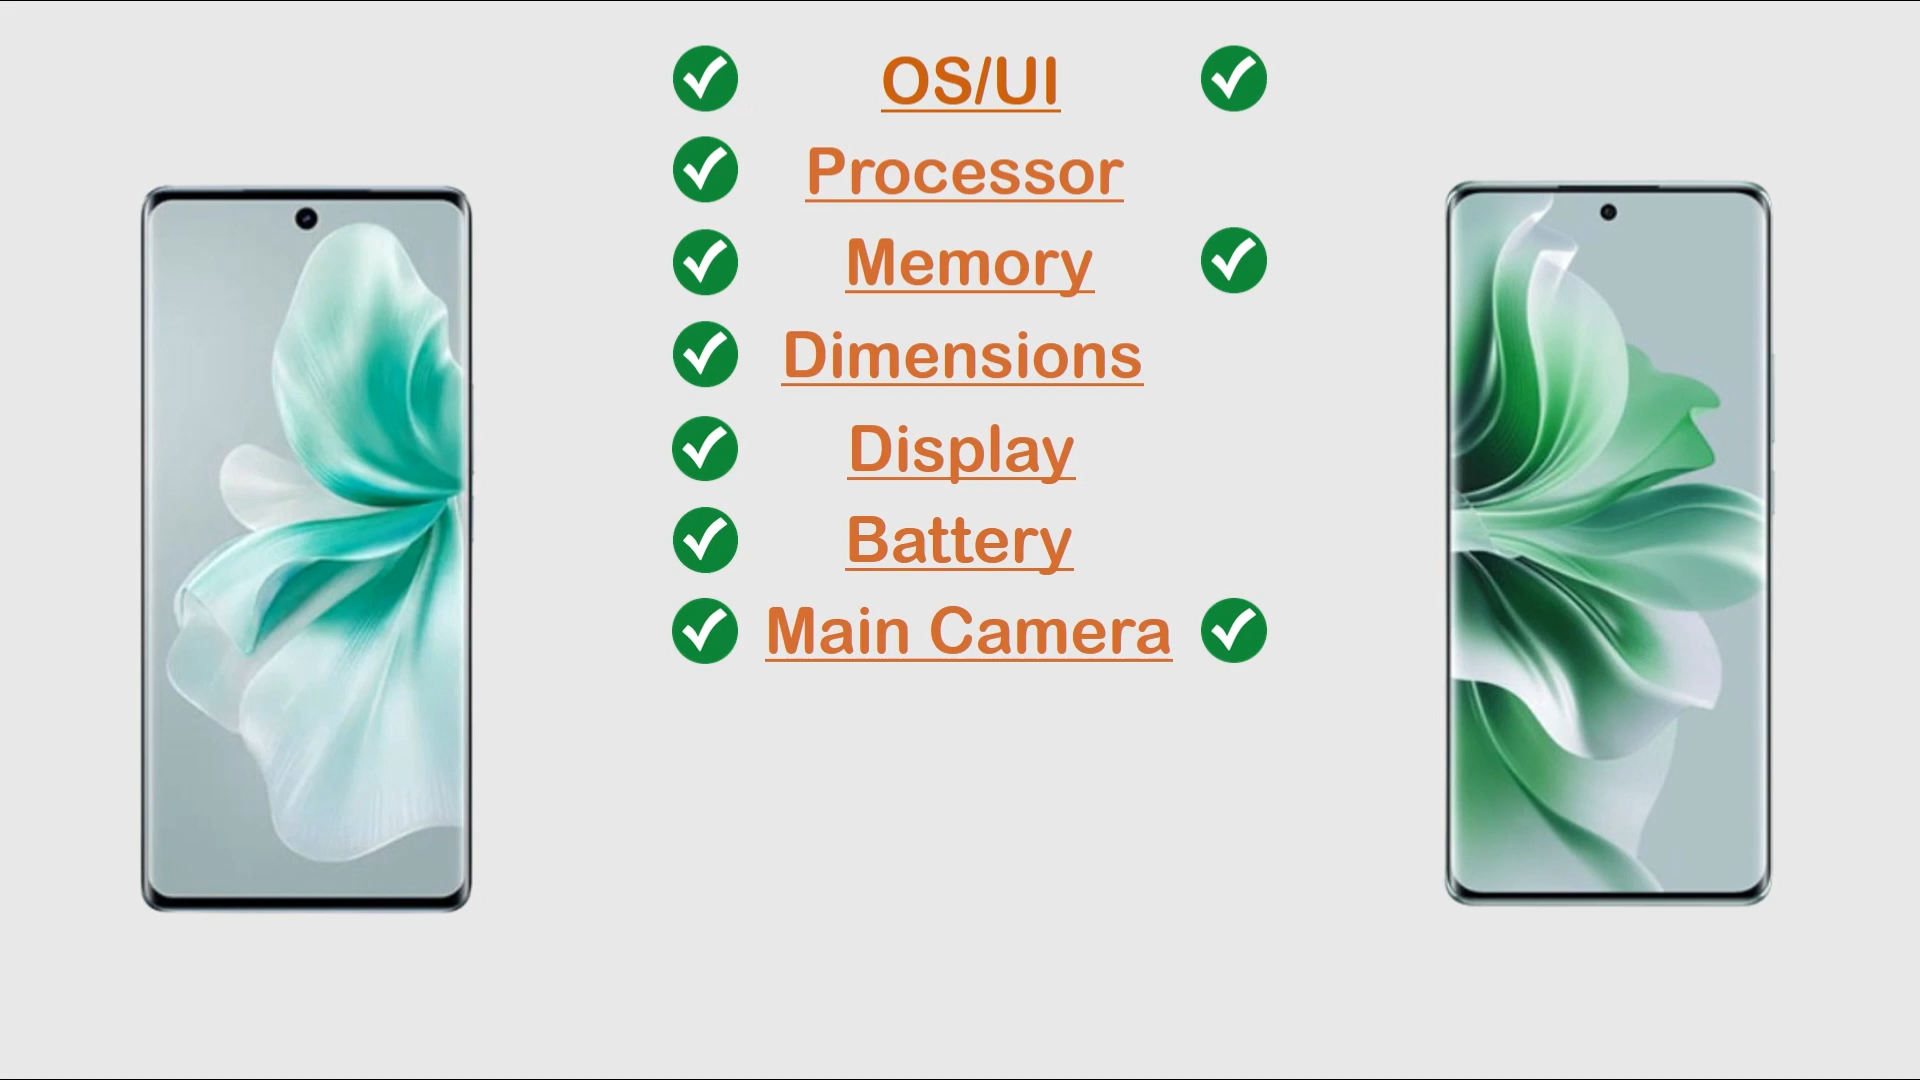 OS/UI
Processor
Memory
Dimensions
Display
Battery
Main Camera